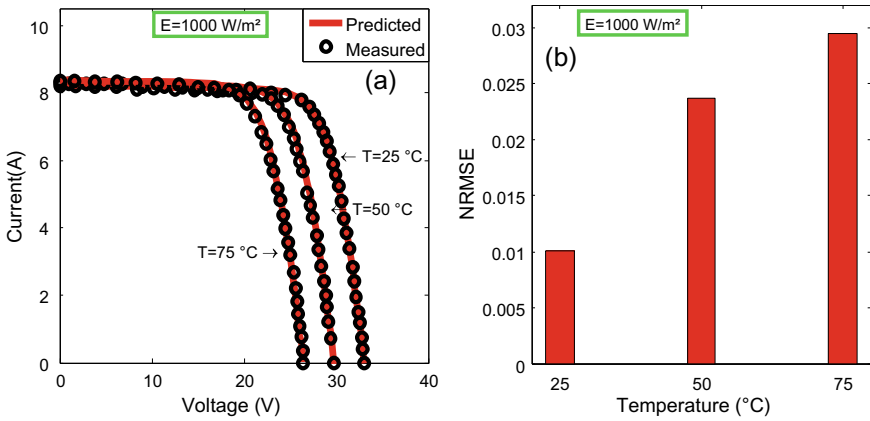 E=1000 W/m²
Predicted
Measured
(a)
10
8
6
4
2
0
Current(A)
← T=25 °C
←T=50 °C
T=75 °C →
0
10
20
30
40
Voltage (V)
E=1000 W/m²
(b)
0.03
0.025
0.02
0.015
0.01
0.005
0
NRMSE
25
50
75
Temperature (°C)